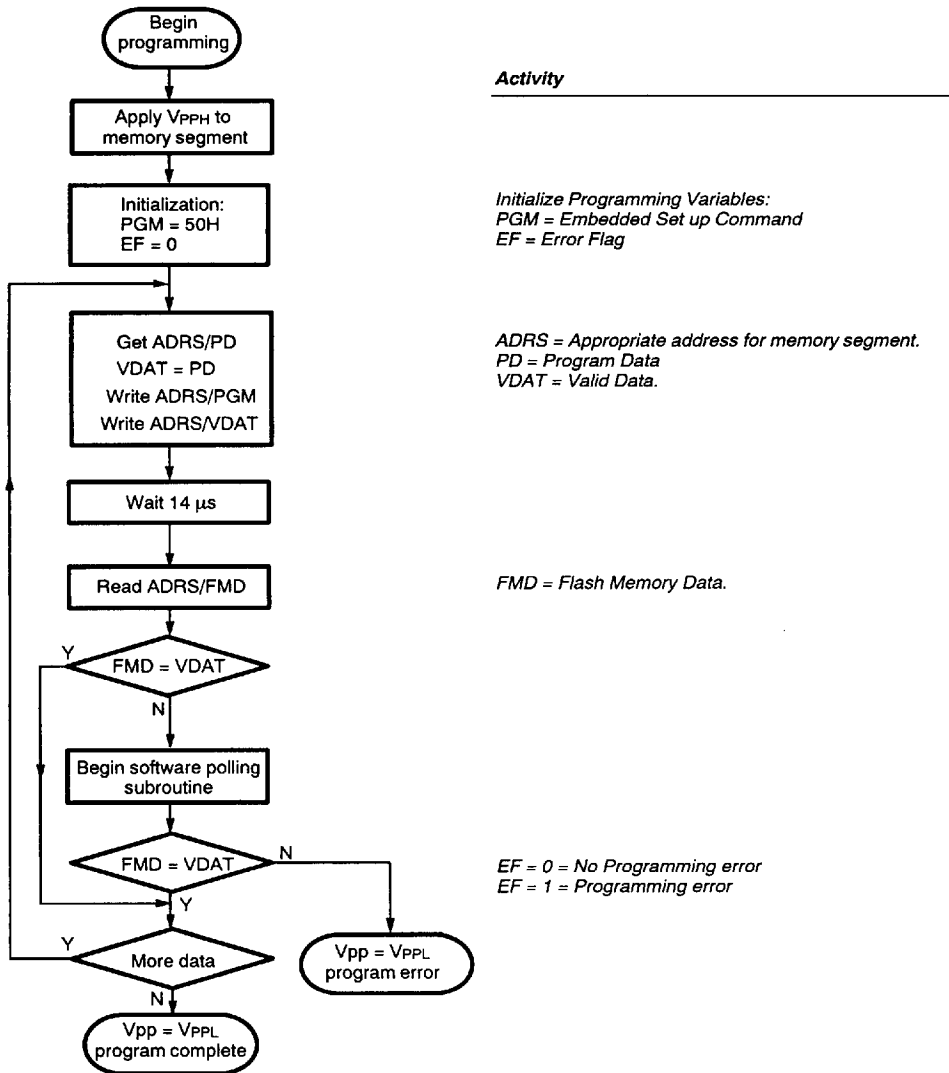 Begin
programming
Activity
Apply VPPH to
memory segment
Initialization:
PGM = 50H
EF = 0
Initialize Programming Variables:
PGM = Embedded Set up Command
EF = Error Flag
Get ADRS/PD
VDAT = PD
Write ADRS/PGM
Write ADRS/VDAT
ADRS = Appropriate address for memory segment.
PD = Program Data
VDAT = Valid Data.
Wait 14 μs
Read ADRS/FMD
FMD = Flash Memory Data.
Y
FMD = VDAT
N
Begin software polling
subroutine
FMD = VDAT
N
Y
EF = 0 = No Programming error
EF = 1 = Programming error
Y
More data
N
Vpp = VPPL
program error
Vpp = VPPL
program complete